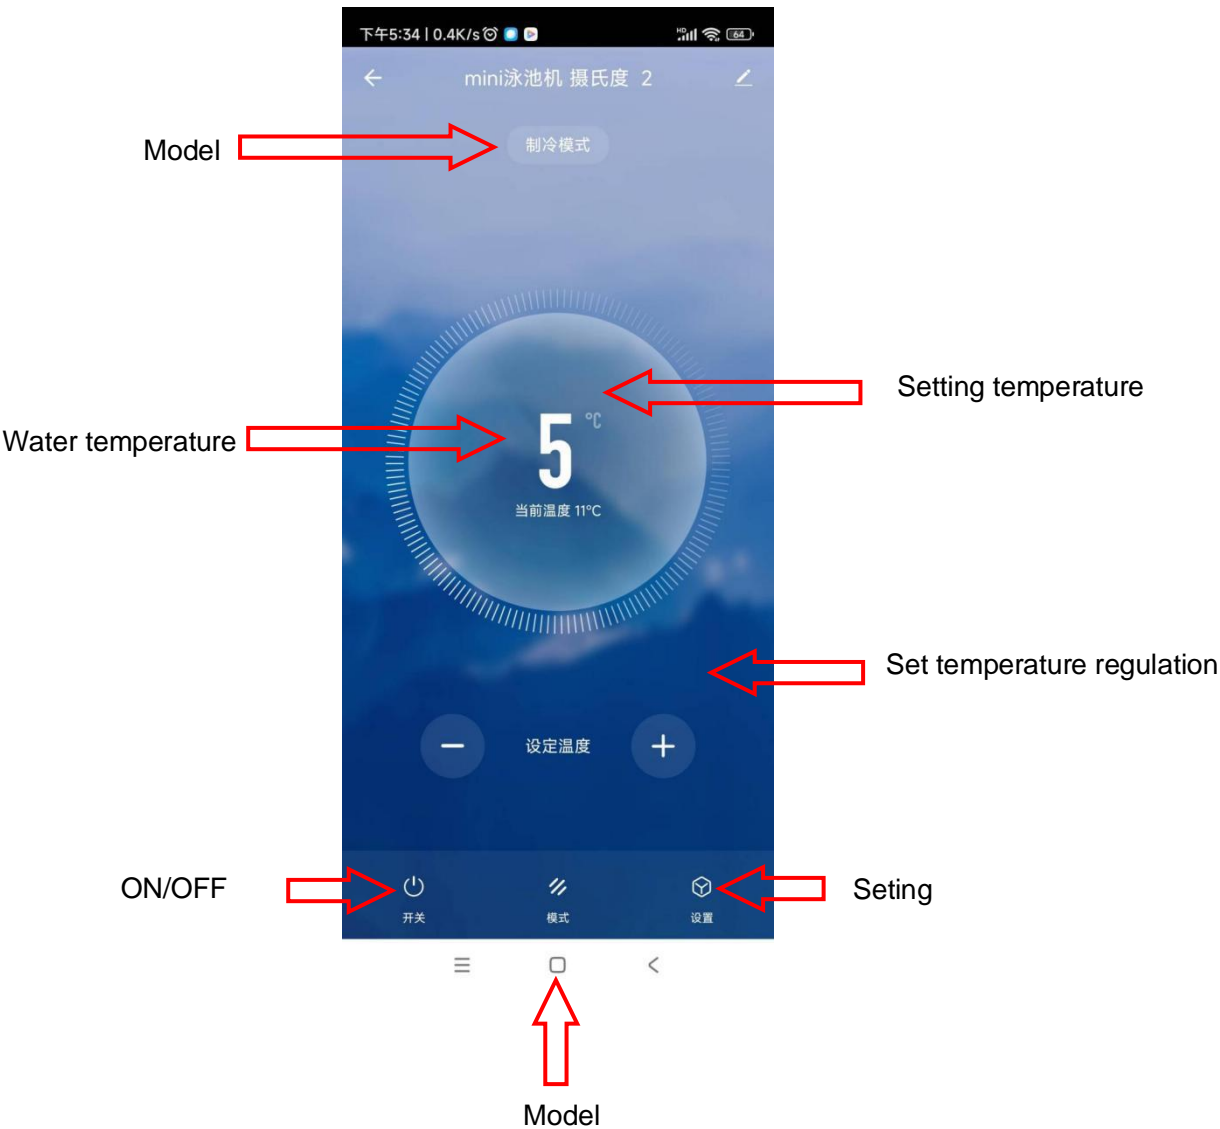 下午5:34 | 0.4K/s
HD
64
mini泳池机 摄氏度 2
Model
制冷模式
Setting temperature
Water temperature
5 °C
当前温度 11°C
Set temperature regulation
设定温度
ON/OFF
Seting
开关
模式
设置
Model